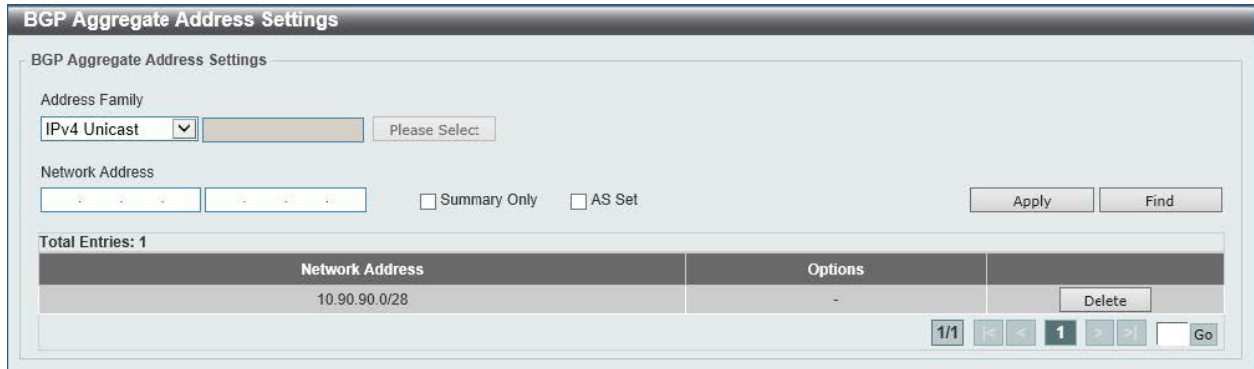 BGP Aggregate Address Settings
BGP Aggregate Address Settings
Address Family
IPv4 Unicast Please Select
Network Address
. . . . . . Summary Only AS Set Apply Find
Total Entries: 1
Network Address Options
10.90.90.0/28 - Delete
1/1 |< < 1 > >| Go